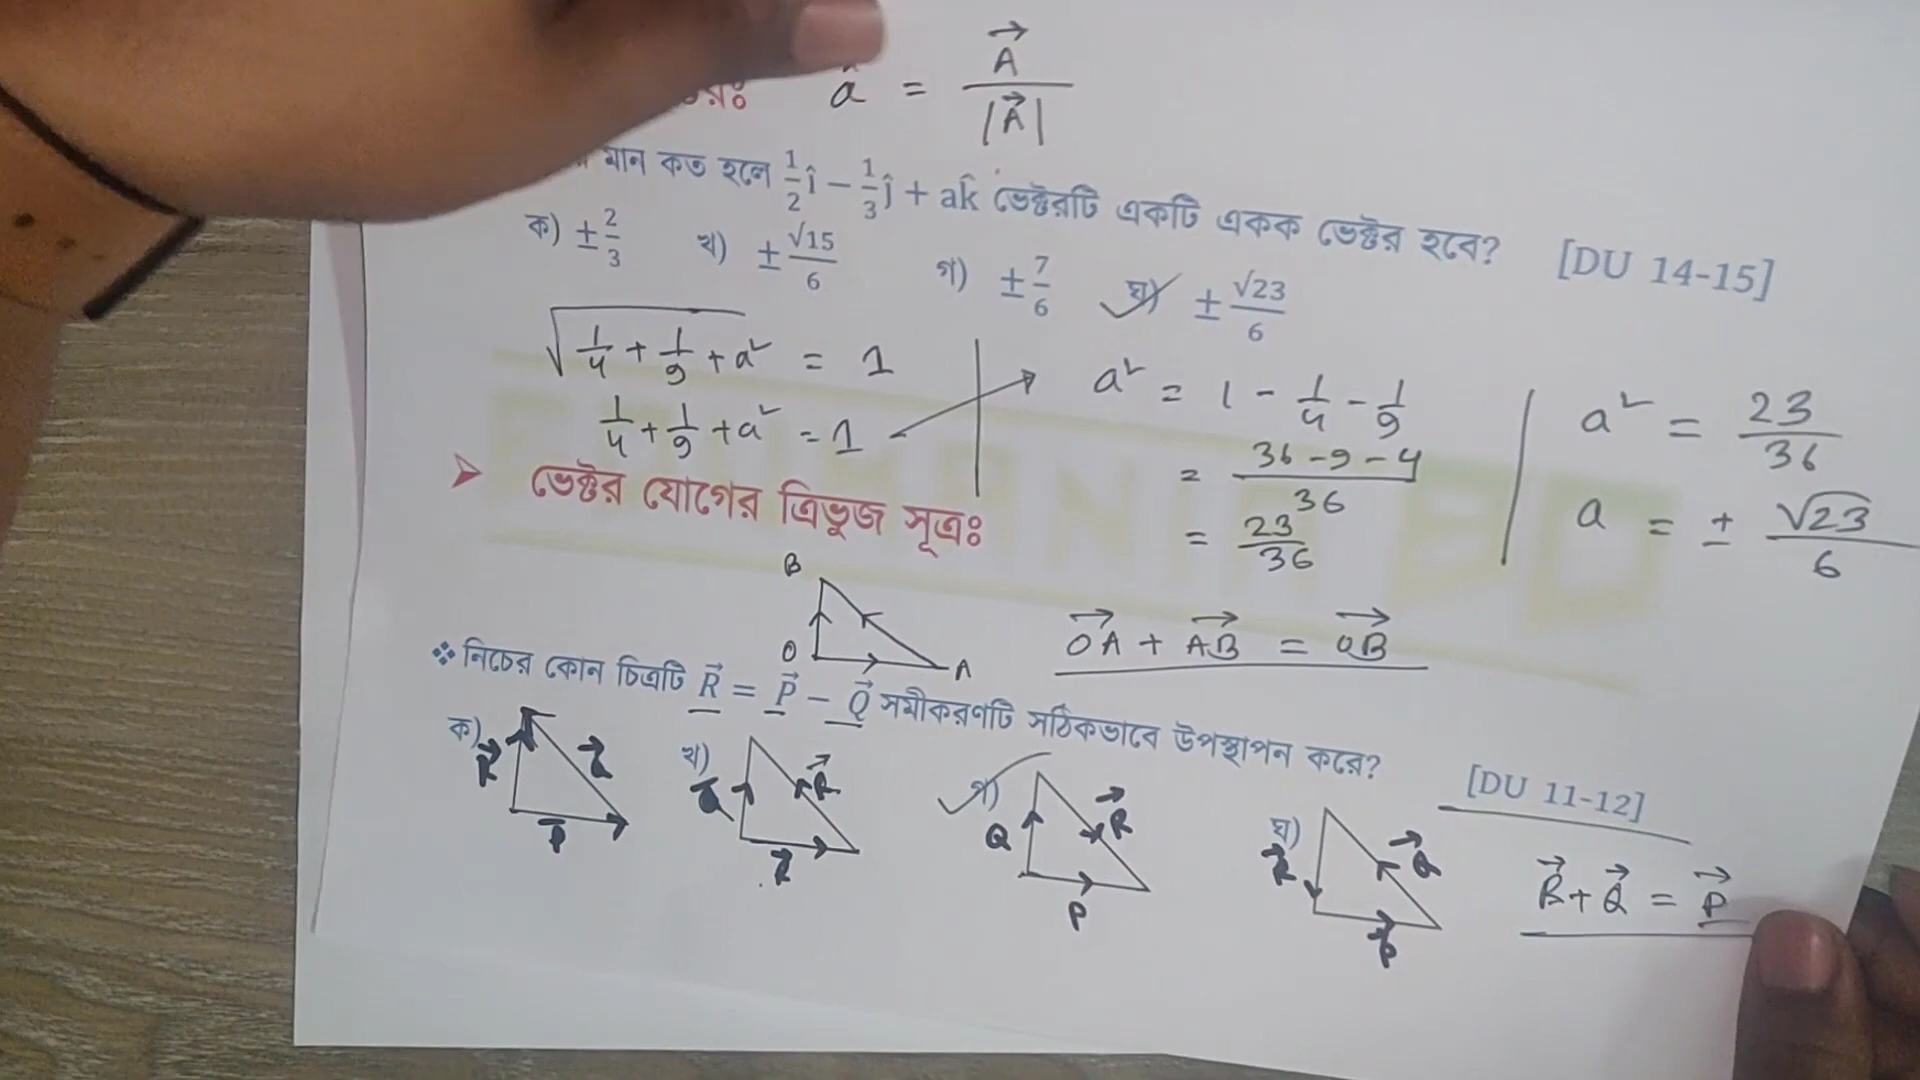 â = A⃗ / |A⃗|
মান কত হলে 1/2 î − 1/3 ĵ + ak̂ ভেক্টরটি একটি একক ভেক্টর হবে? [DU 14-15]
ক) ± 2/3 খ) ± √15/6 গ) ± 7/6 ঘ) ± √23/6
√(1/4 + 1/9 + a²) = 1
1/4 + 1/9 + a² = 1
a² = 1 - 1/4 - 1/9
= (36 - 9 - 4)/36
= 23/36
a² = 23/36
a = ± √23/6
➢ ভেক্টর যোগের ত্রিভুজ সূত্রঃ
B
O A
OA⃗ + AB⃗ = OB⃗
❖ নিচের কোন চিত্রটি R⃗ = P⃗ − Q⃗ সমীকরণটি সঠিকভাবে উপস্থাপন করে? [DU 11-12]
ক) খ) গ) ঘ)
R⃗ Q R⃗ Q⃗
P P⃗
R⃗ + Q⃗ = P⃗